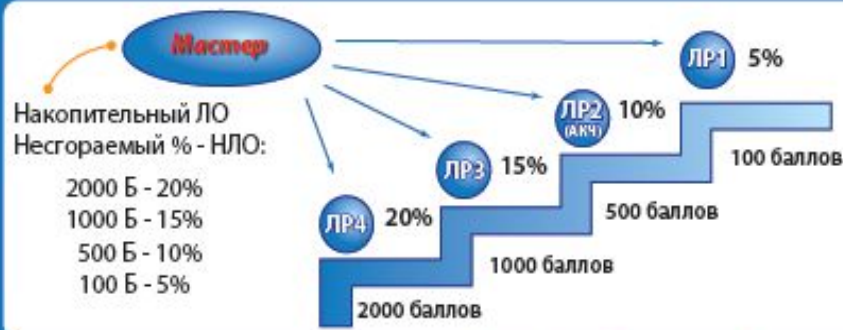 Мастер
Накопительный ЛО
Несгораемый % - НЛО:
2000 Б - 20%
1000 Б - 15%
500 Б - 10%
100 Б - 5%
ЛР1 5%
ЛР2 10%
(АКЧ)
ЛР3 15%
ЛР4 20%
100 баллов
500 баллов
1000 баллов
2000 баллов